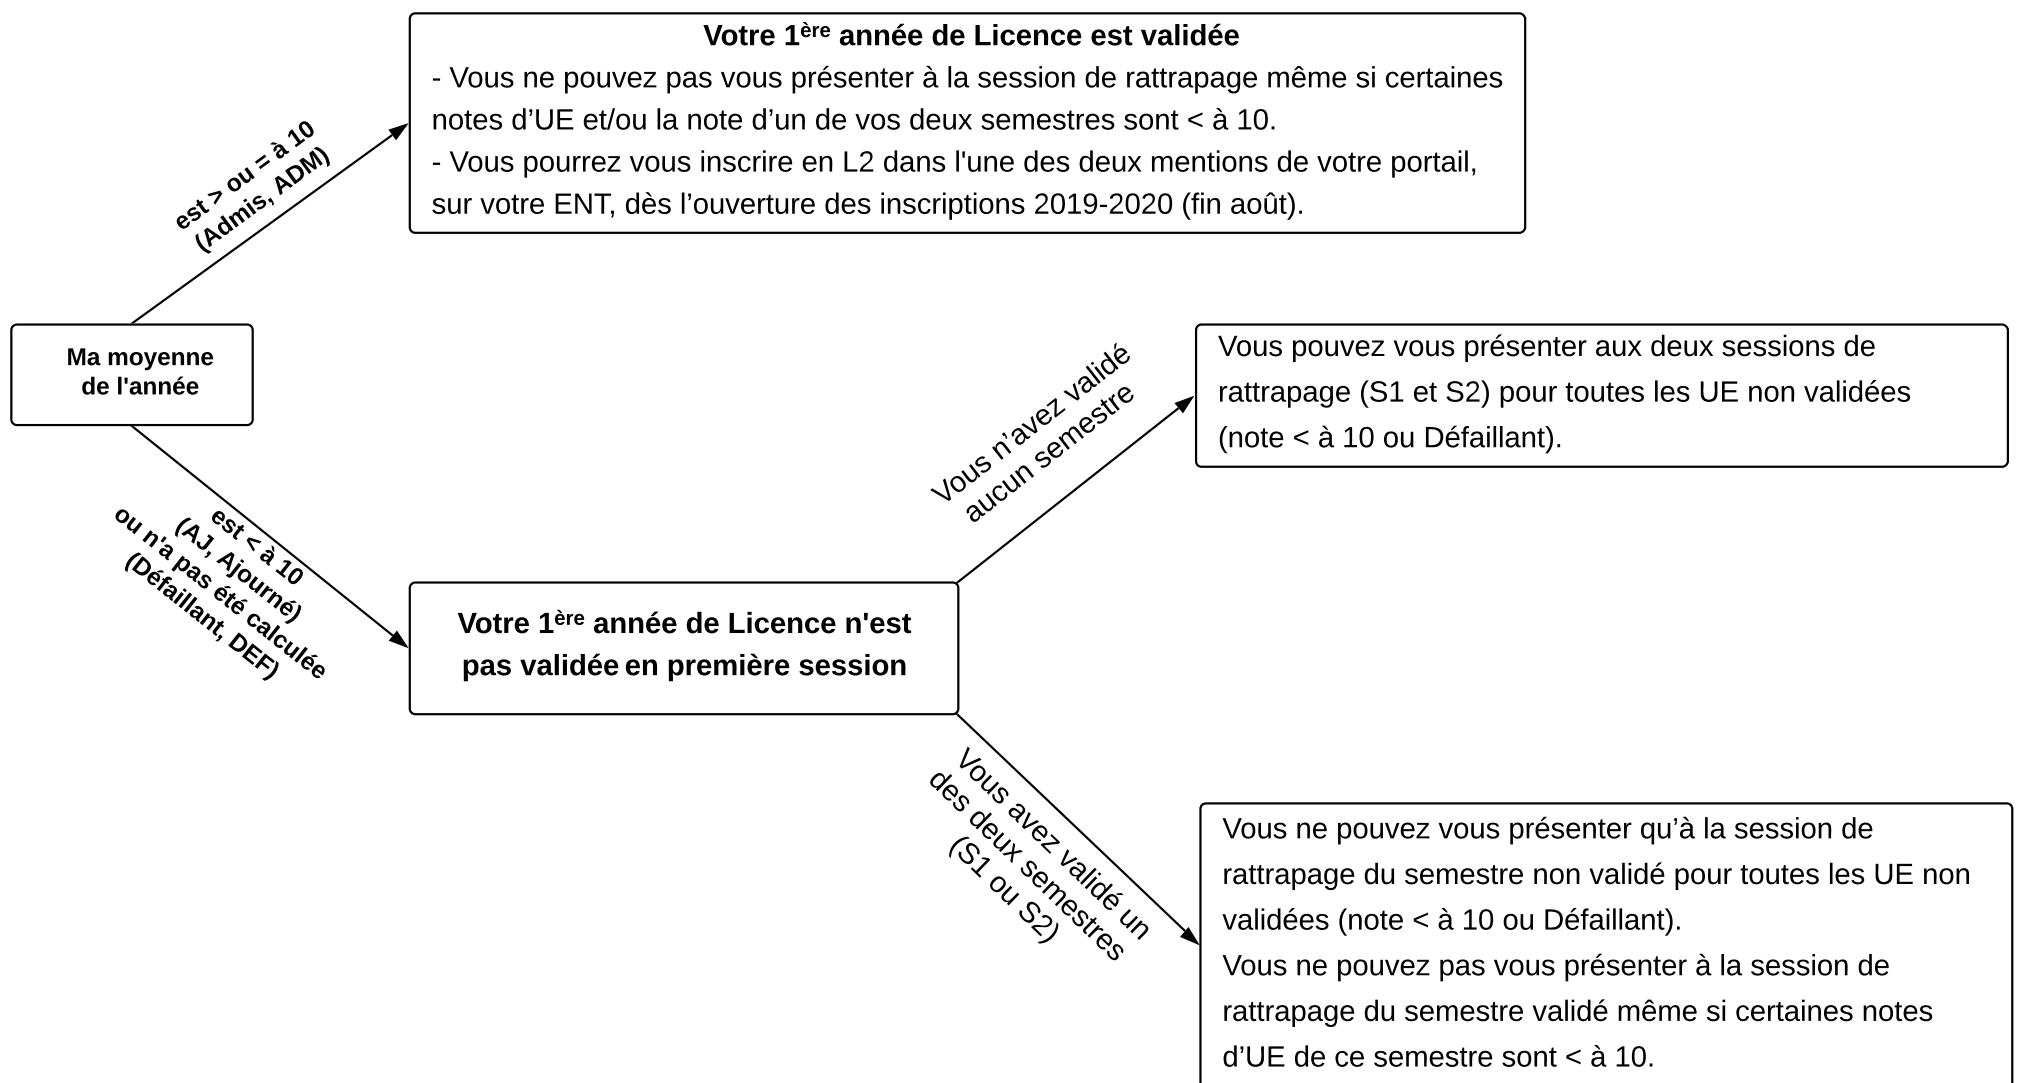 Votre 1ère année de Licence est validée
- Vous ne pouvez pas vous présenter à la session de rattrapage même si certaines
notes d’UE et/ou la note d’un de vos deux semestres sont < à 10.
- Vous pourrez vous inscrire en L2 dans l'une des deux mentions de votre portail,
sur votre ENT, dès l’ouverture des inscriptions 2019-2020 (fin août).
est > ou = à 10
(Admis, ADM)
Ma moyenne
de l'année
est < à 10
(AJ, Ajourné)
ou n'a pas été calculée
(Défaillant, DEF)
Votre 1ère année de Licence n'est
pas validée en première session
Vous n’avez validé
aucun semestre
Vous pouvez vous présenter aux deux sessions de
rattrapage (S1 et S2) pour toutes les UE non validées
(note < à 10 ou Défaillant).
Vous avez validé un
des deux semestres
(S1 ou S2)
Vous ne pouvez vous présenter qu’à la session de
rattrapage du semestre non validé pour toutes les UE non
validées (note < à 10 ou Défaillant).
Vous ne pouvez pas vous présenter à la session de
rattrapage du semestre validé même si certaines notes
d’UE de ce semestre sont < à 10.